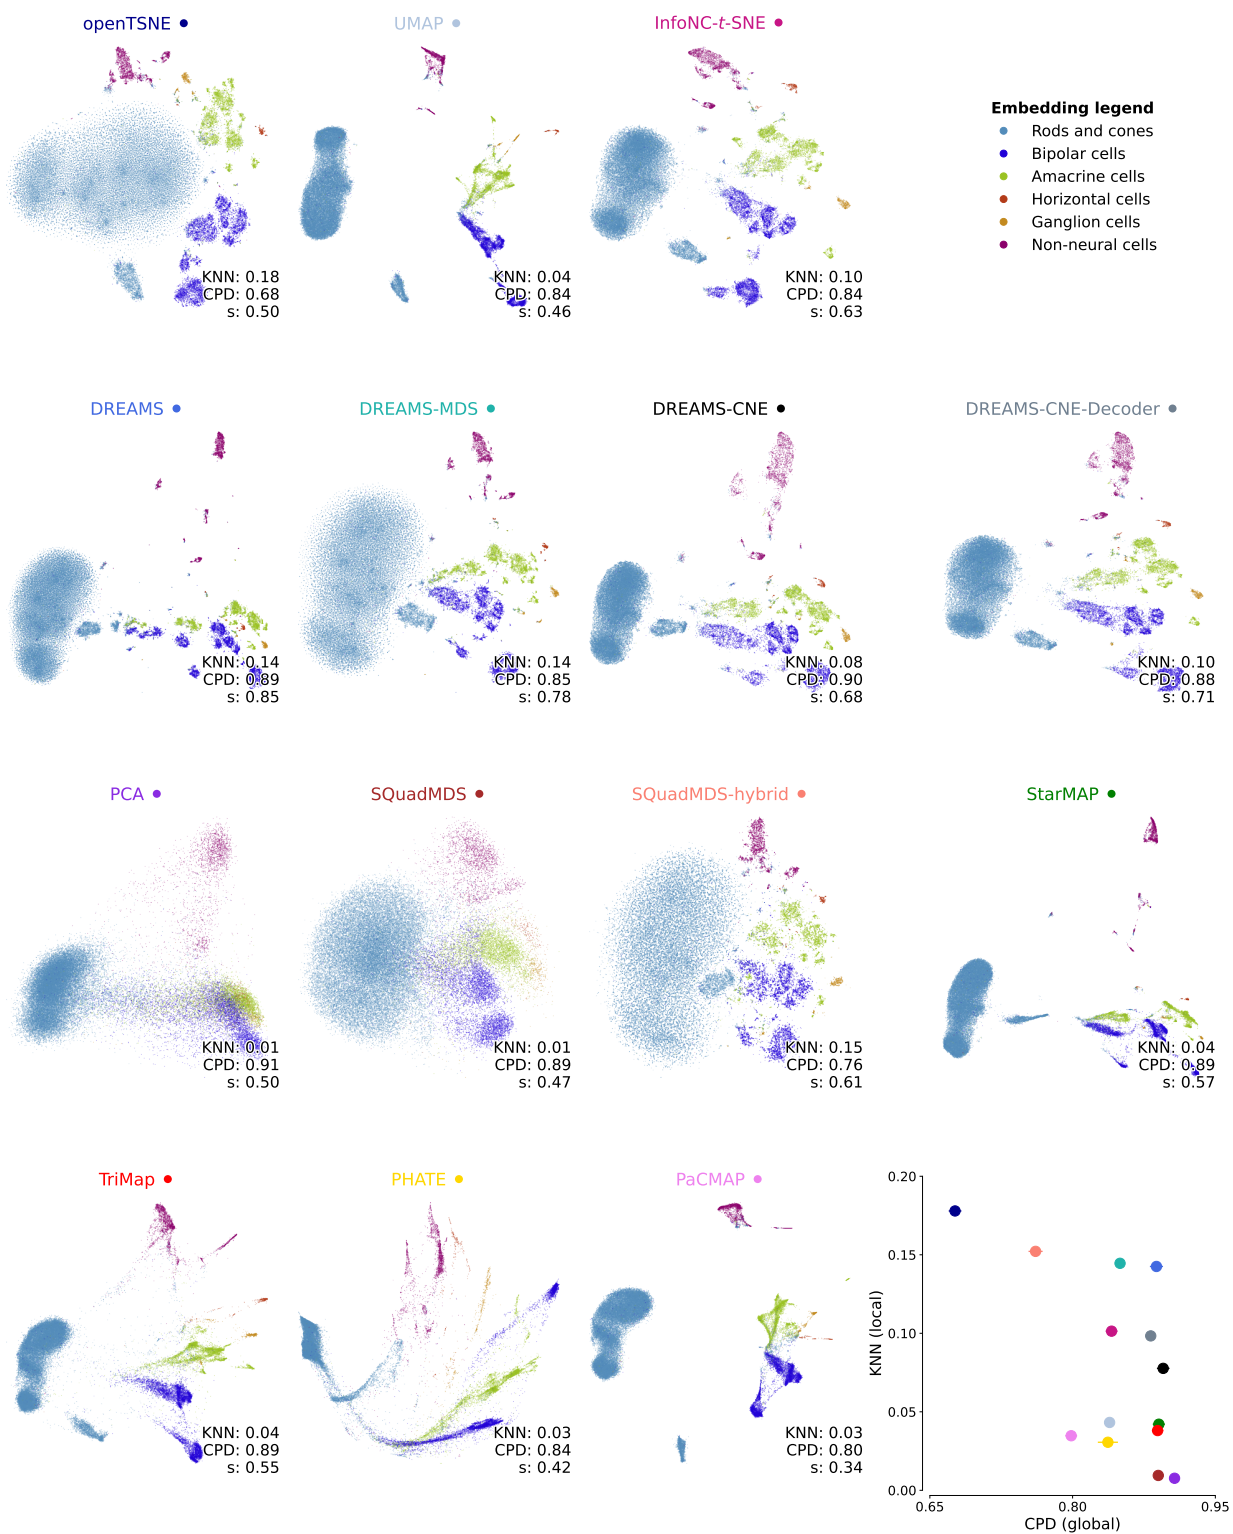 openTSNE
UMAP
InfoNC-t-SNE
Embedding legend
Rods and cones
Bipolar cells
Amacrine cells
Horizontal cells
Ganglion cells
Non-neural cells
KNN: 0.18
CPD: 0.68
s: 0.50
KNN: 0.04
CPD: 0.84
s: 0.46
KNN: 0.10
CPD: 0.84
s: 0.63
DREAMS
DREAMS-MDS
DREAMS-CNE
DREAMS-CNE-Decoder
KNN: 0.14
CPD: 0.89
s: 0.85
KNN: 0.14
CPD: 0.85
s: 0.78
KNN: 0.08
CPD: 0.90
s: 0.68
KNN: 0.10
CPD: 0.88
s: 0.71
PCA
SQuadMDS
SQuadMDS-hybrid
StarMAP
KNN: 0.01
CPD: 0.91
s: 0.50
KNN: 0.01
CPD: 0.89
s: 0.47
KNN: 0.15
CPD: 0.76
s: 0.61
KNN: 0.04
CPD: 0.89
s: 0.57
TriMap
PHATE
PaCMAP
KNN: 0.04
CPD: 0.89
s: 0.55
KNN: 0.03
CPD: 0.84
s: 0.42
KNN: 0.03
CPD: 0.80
s: 0.34
KNN (local)
0.20
0.15
0.10
0.05
0.00
0.65
0.80
0.95
CPD (global)